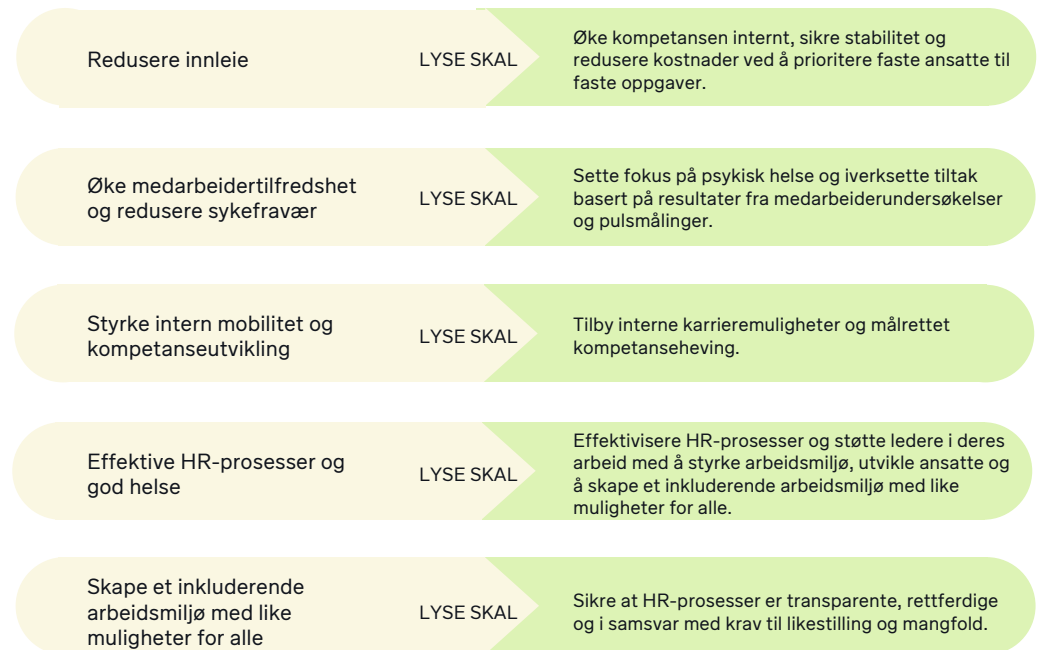 Redusere innleie
LYSE SKAL
Øke kompetansen internt, sikre stabilitet og
redusere kostnader ved å prioritere faste ansatte til
faste oppgaver.
Øke medarbeidertilfredshet
og redusere sykefravær
LYSE SKAL
Sette fokus på psykisk helse og iverksette tiltak
basert på resultater fra medarbeiderundersøkelser
og pulsmålinger.
Styrke intern mobilitet og
kompetanseutvikling
LYSE SKAL
Tilby interne karrieremuligheter og målrettet
kompetanseheving.
Effektive HR-prosesser og
god helse
LYSE SKAL
Effektivisere HR-prosesser og støtte ledere i deres
arbeid med å styrke arbeidsmiljø, utvikle ansatte og
å skape et inkluderende arbeidsmiljø med like
muligheter for alle.
Skape et inkluderende
arbeidsmiljø med like
muligheter for alle
LYSE SKAL
Sikre at HR-prosesser er transparente, rettferdige
og i samsvar med krav til likestilling og mangfold.